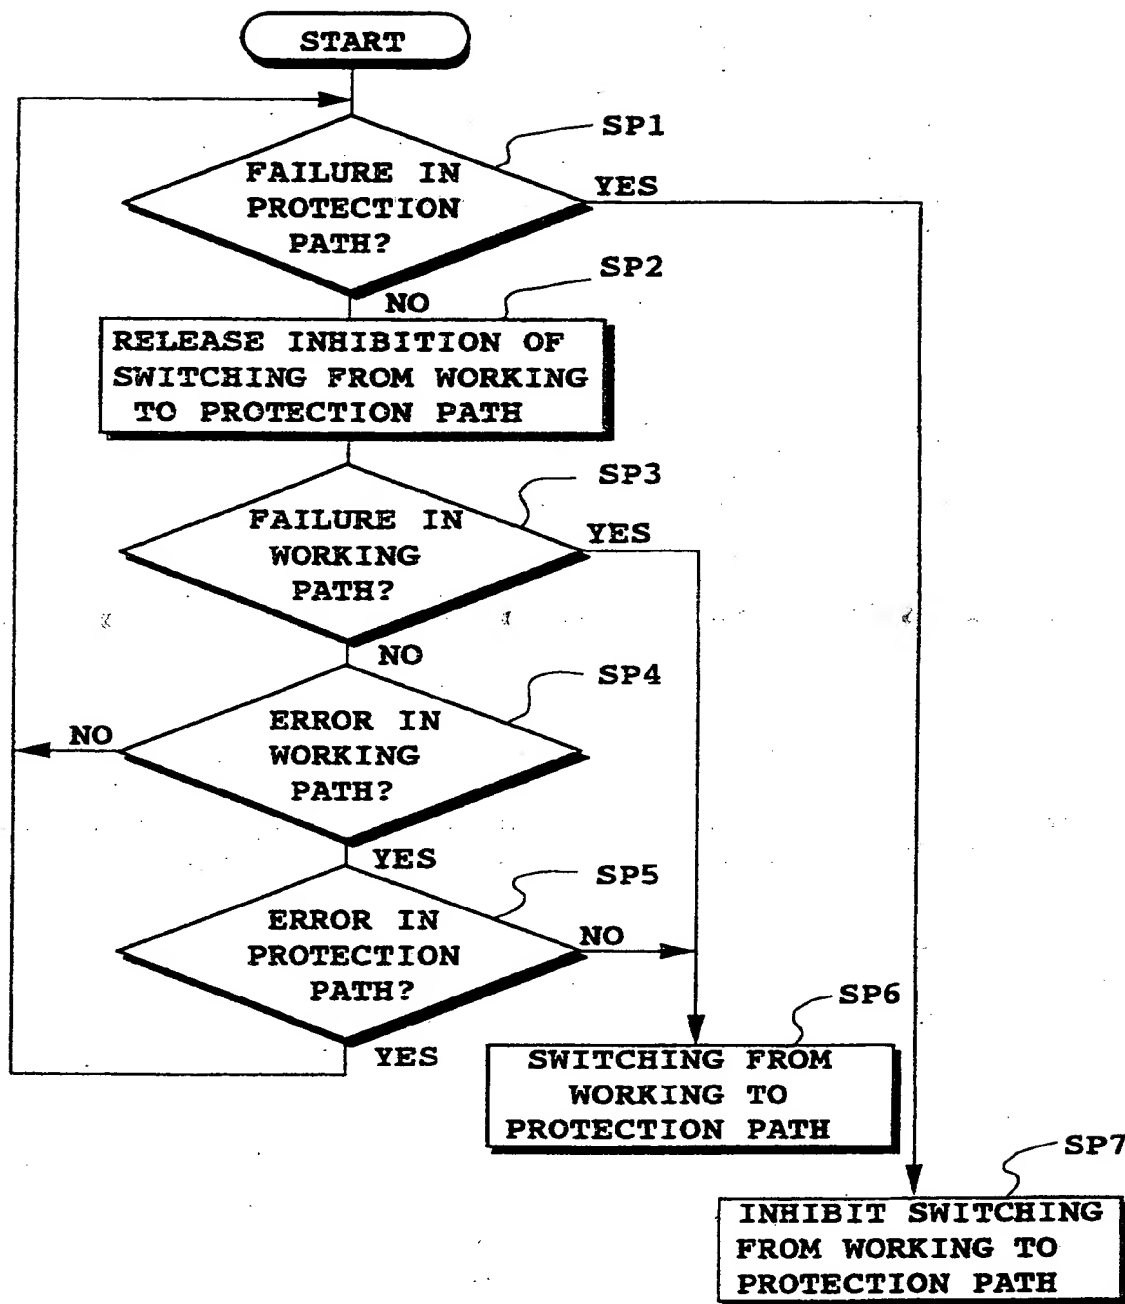 START
SP1
FAILURE IN
PROTECTION
PATH?
YES
NO
SP2
RELEASE INHIBITION OF
SWITCHING FROM WORKING
TO PROTECTION PATH
SP3
FAILURE IN
WORKING
PATH?
YES
NO
SP4
ERROR IN
WORKING
PATH?
NO
YES
SP5
ERROR IN
PROTECTION
PATH?
NO
YES
SP6
SWITCHING FROM
WORKING TO
PROTECTION PATH
SP7
INHIBIT SWITCHING
FROM WORKING TO
PROTECTION PATH